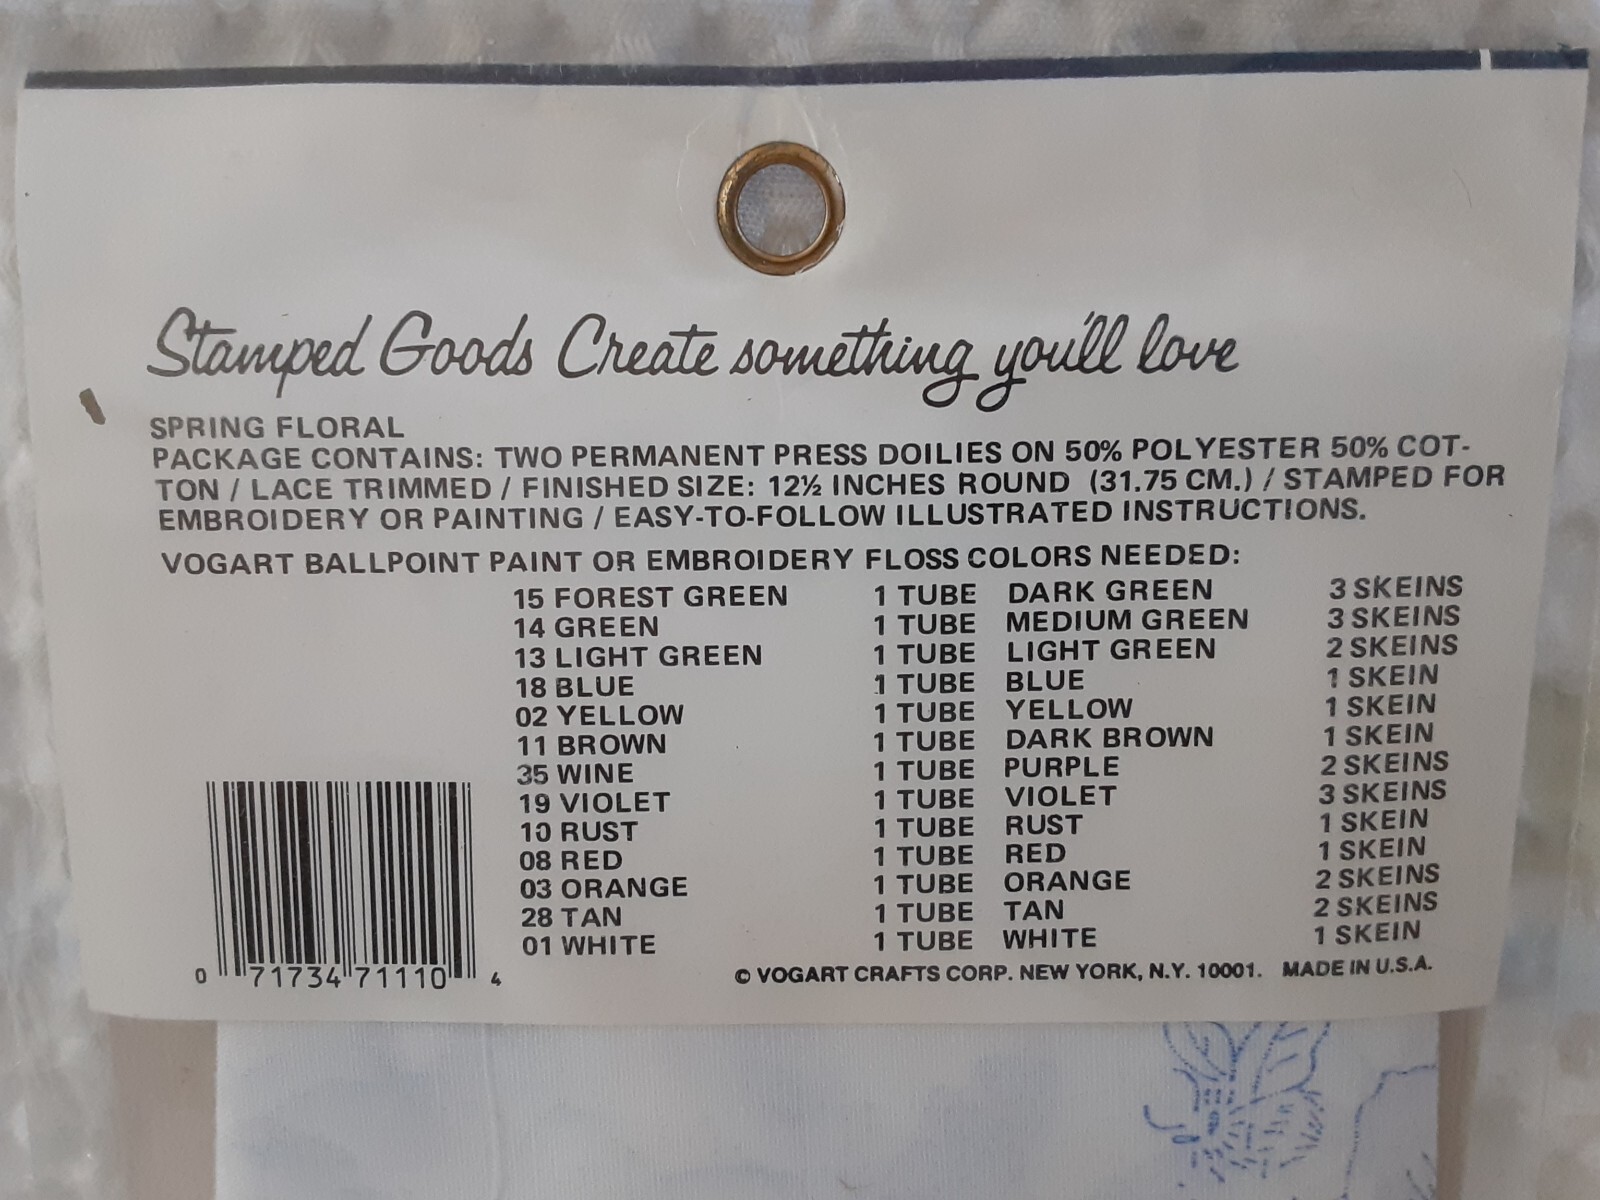 Stamped Goods Create something you'll love
SPRING FLORAL
PACKAGE CONTAINS: TWO PERMANENT PRESS DOILIES ON 50% POLYESTER 50% COT-
TON / LACE TRIMMED / FINISHED SIZE: 12½ INCHES ROUND (31.75 CM.) / STAMPED FOR
EMBROIDERY OR PAINTING / EASY-TO-FOLLOW ILLUSTRATED INSTRUCTIONS.
VOGART BALLPOINT PAINT OR EMBROIDERY FLOSS COLORS NEEDED:
15 FOREST GREEN 1 TUBE DARK GREEN 3 SKEINS
14 GREEN 1 TUBE MEDIUM GREEN 3 SKEINS
13 LIGHT GREEN 1 TUBE LIGHT GREEN 2 SKEINS
18 BLUE 1 TUBE BLUE 1 SKEIN
02 YELLOW 1 TUBE YELLOW 1 SKEIN
11 BROWN 1 TUBE DARK BROWN 1 SKEIN
35 WINE 1 TUBE PURPLE 2 SKEINS
19 VIOLET 1 TUBE VIOLET 3 SKEINS
10 RUST 1 TUBE RUST 1 SKEIN
08 RED 1 TUBE RED 1 SKEIN
03 ORANGE 1 TUBE ORANGE 2 SKEINS
28 TAN 1 TUBE TAN 2 SKEINS
01 WHITE 1 TUBE WHITE 1 SKEIN
0 71734 71110 4
© VOGART CRAFTS CORP. NEW YORK, N.Y. 10001. MADE IN U.S.A.